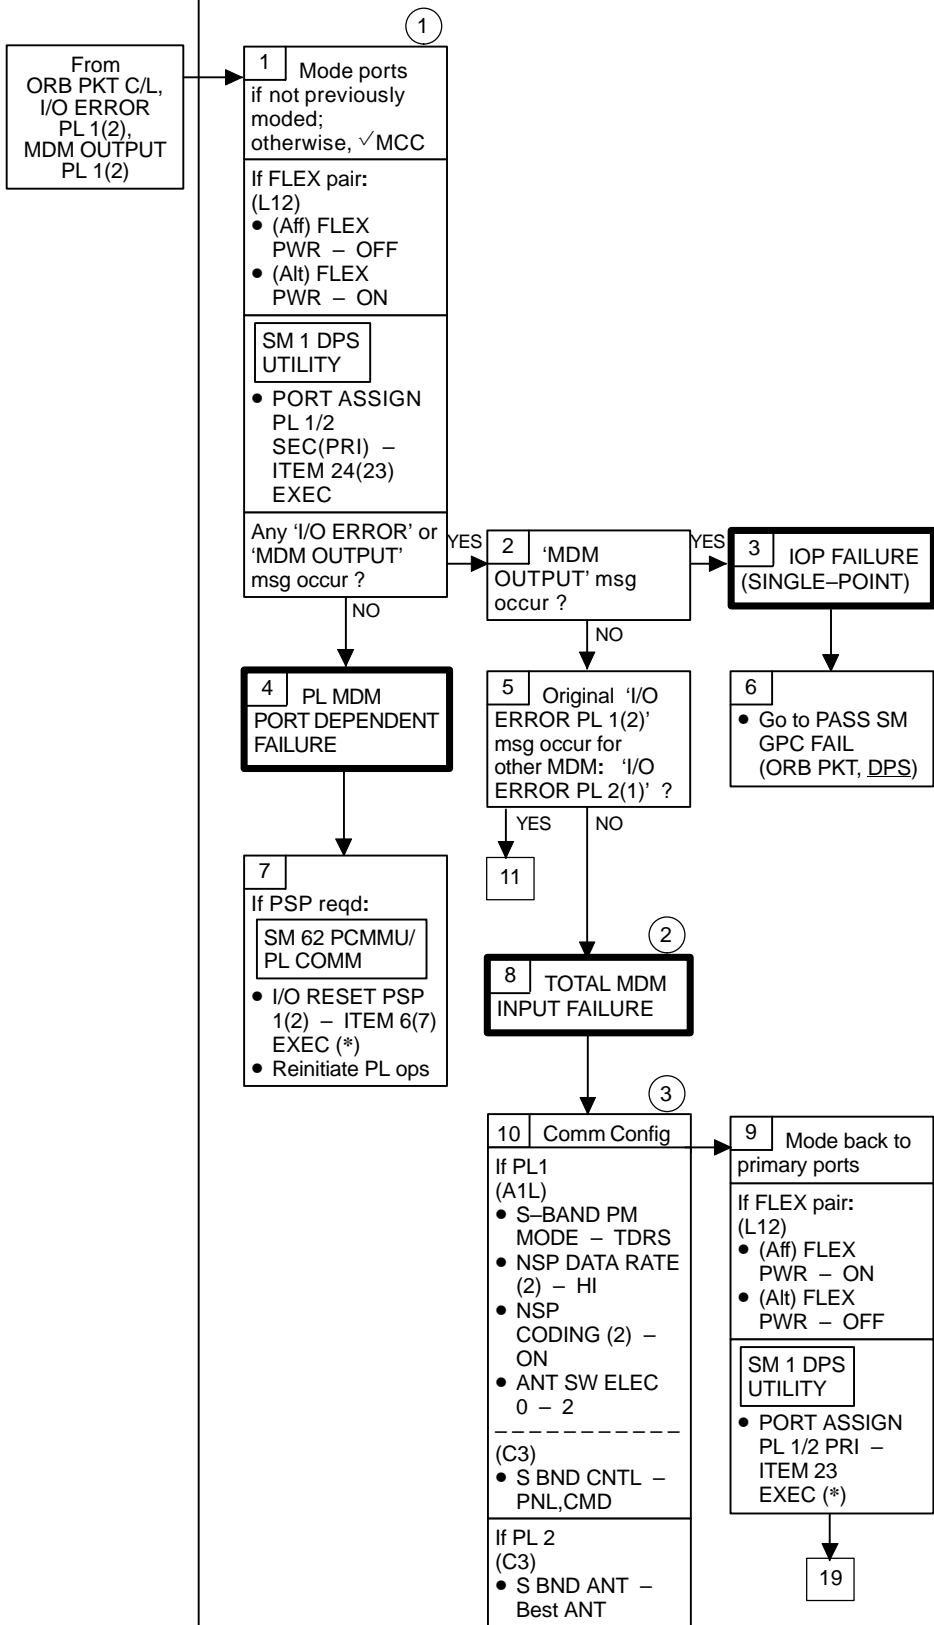 From
ORB PKT C/L,
I/O ERROR
PL 1(2),
MDM OUTPUT
PL 1(2)
1
1 Mode ports
if not previously
moded;
otherwise, √MCC
If FLEX pair:
(L12)
• (Aff) FLEX
PWR – OFF
• (Alt) FLEX
PWR – ON
SM 1 DPS
UTILITY
• PORT ASSIGN
PL 1/2
SEC(PRI) –
ITEM 24(23)
EXEC
Any ‘I/O ERROR’ or
‘MDM OUTPUT’
msg occur ?
YES
NO
2 ‘MDM
OUTPUT’ msg
occur ?
YES
NO
3 IOP FAILURE
(SINGLE–POINT)
4 PL MDM
PORT DEPENDENT
FAILURE
5 Original ‘I/O
ERROR PL 1(2)’
msg occur for
other MDM: ‘I/O
ERROR PL 2(1)’ ?
YES
NO
11
6
• Go to PASS SM
GPC FAIL
(ORB PKT, DPS)
7
If PSP reqd:
SM 62 PCMMU/
PL COMM
• I/O RESET PSP
1(2) – ITEM 6(7)
EXEC (*)
• Reinitiate PL ops
2
8 TOTAL MDM
INPUT FAILURE
3
10 Comm Config
If PL1
(A1L)
• S–BAND PM
MODE – TDRS
• NSP DATA RATE
(2) – HI
• NSP
CODING (2) –
ON
• ANT SW ELEC
0 – 2
(C3)
• S BND CNTL –
PNL,CMD
If PL 2
(C3)
• S BND ANT –
Best ANT
9 Mode back to
primary ports
If FLEX pair:
(L12)
• (Aff) FLEX
PWR – ON
• (Alt) FLEX
PWR – OFF
SM 1 DPS
UTILITY
• PORT ASSIGN
PL 1/2 PRI –
ITEM 23
EXEC (*)
19